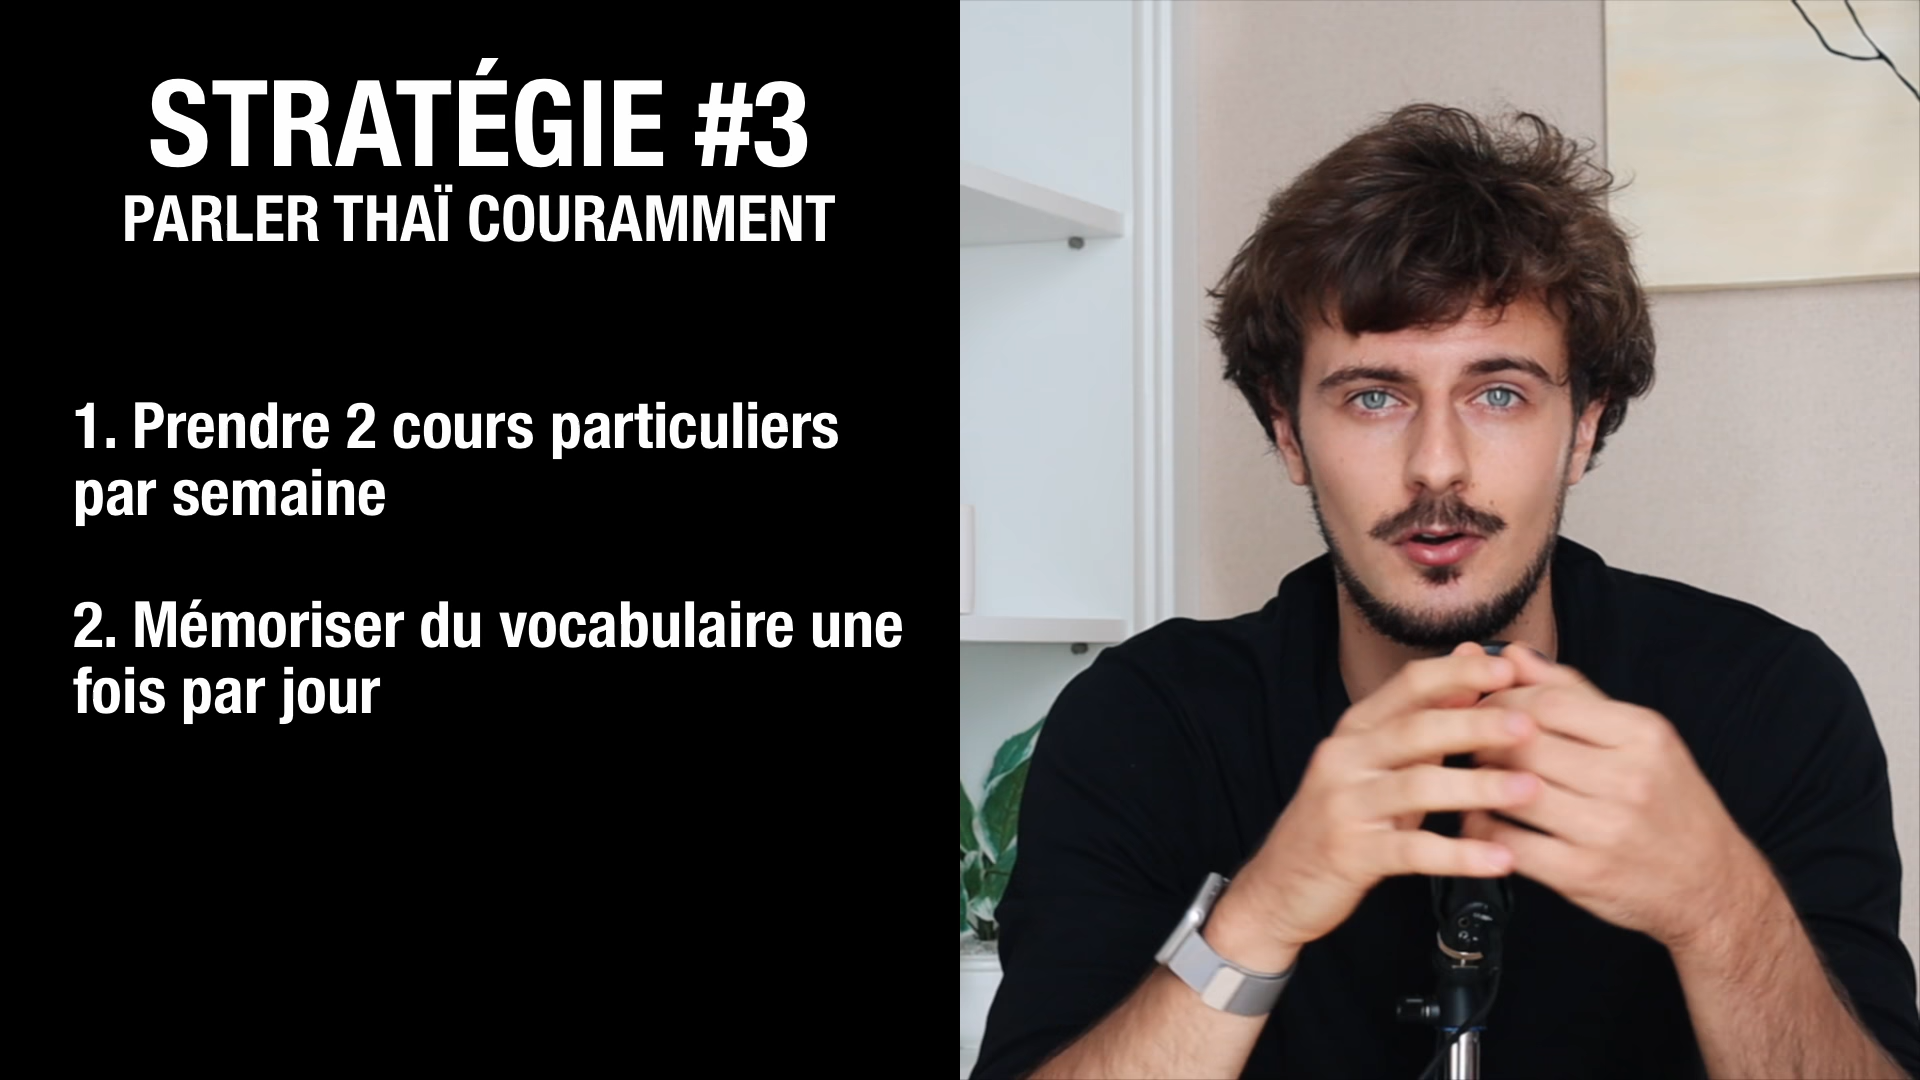 STRATÉGIE #3
PARLER THAÏ COURAMMENT
1. Prendre 2 cours particuliers
par semaine
2. Mémoriser du vocabulaire une
fois par jour